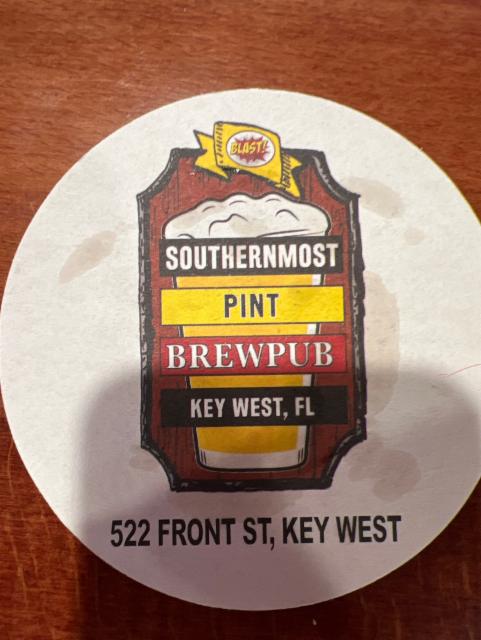 BLAST!!
SOUTHERNMOST
PINT
BREWPUB
KEY WEST, FL
522 FRONT ST, KEY WEST